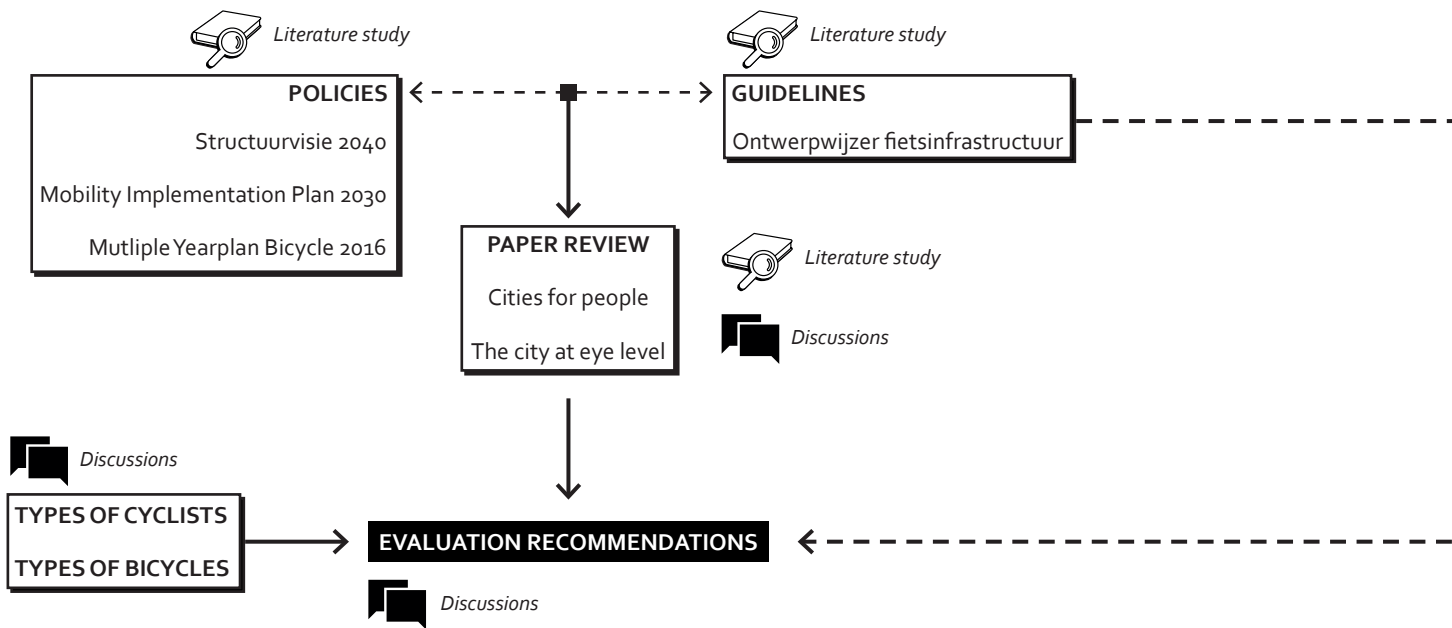 Literature study
POLICIES
Structuurvisie 2040
Mobility Implementation Plan 2030
Mutliple Yearplan Bicycle 2016
Literature study
GUIDELINES
Ontwerpwijzer fietsinfrastructuur
PAPER REVIEW
Cities for people
The city at eye level
Literature study
Discussions
Discussions
TYPES OF CYCLISTS
TYPES OF BICYCLES
EVALUATION RECOMMENDATIONS
Discussions